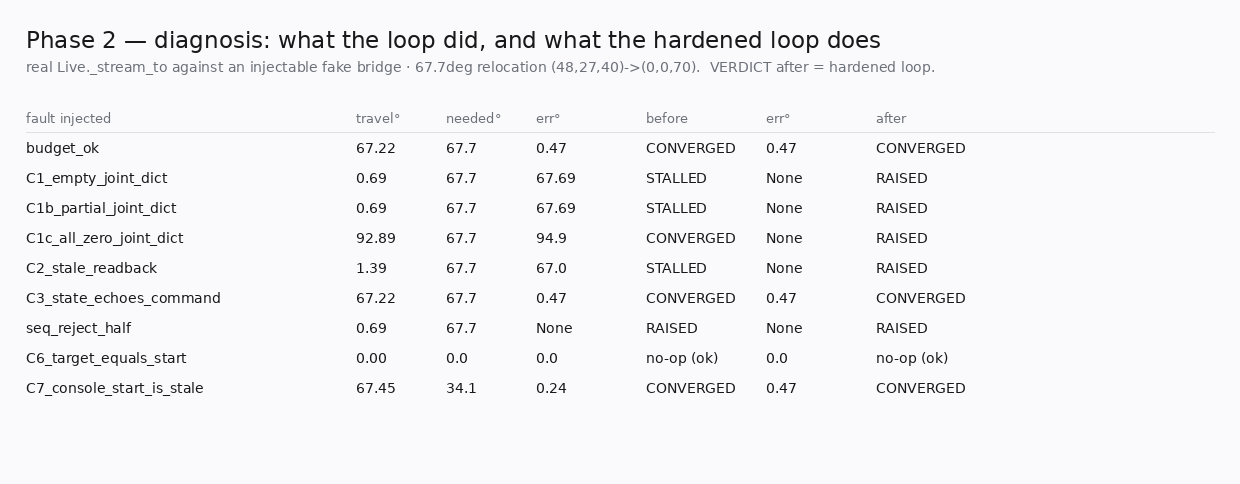 Phase 2 — diagnosis: what the loop did, and what the hardened loop does
real Live._stream_to against an injectable fake bridge · 67.7deg relocation (48,27,40)->(0,0,70).  VERDICT after = hardened loop.
fault injected travel° needed° err° before err° after
budget_ok 67.22 67.7 0.47 CONVERGED 0.47 CONVERGED
C1_empty_joint_dict 0.69 67.7 67.69 STALLED None RAISED
C1b_partial_joint_dict 0.69 67.7 67.69 STALLED None RAISED
C1c_all_zero_joint_dict 92.89 67.7 94.9 CONVERGED None RAISED
C2_stale_readback 1.39 67.7 67.0 STALLED None RAISED
C3_state_echoes_command 67.22 67.7 0.47 CONVERGED 0.47 CONVERGED
seq_reject_half 0.69 67.7 None RAISED None RAISED
C6_target_equals_start 0.00 0.0 0.0 no-op (ok) 0.0 no-op (ok)
C7_console_start_is_stale 67.45 34.1 0.24 CONVERGED 0.47 CONVERGED